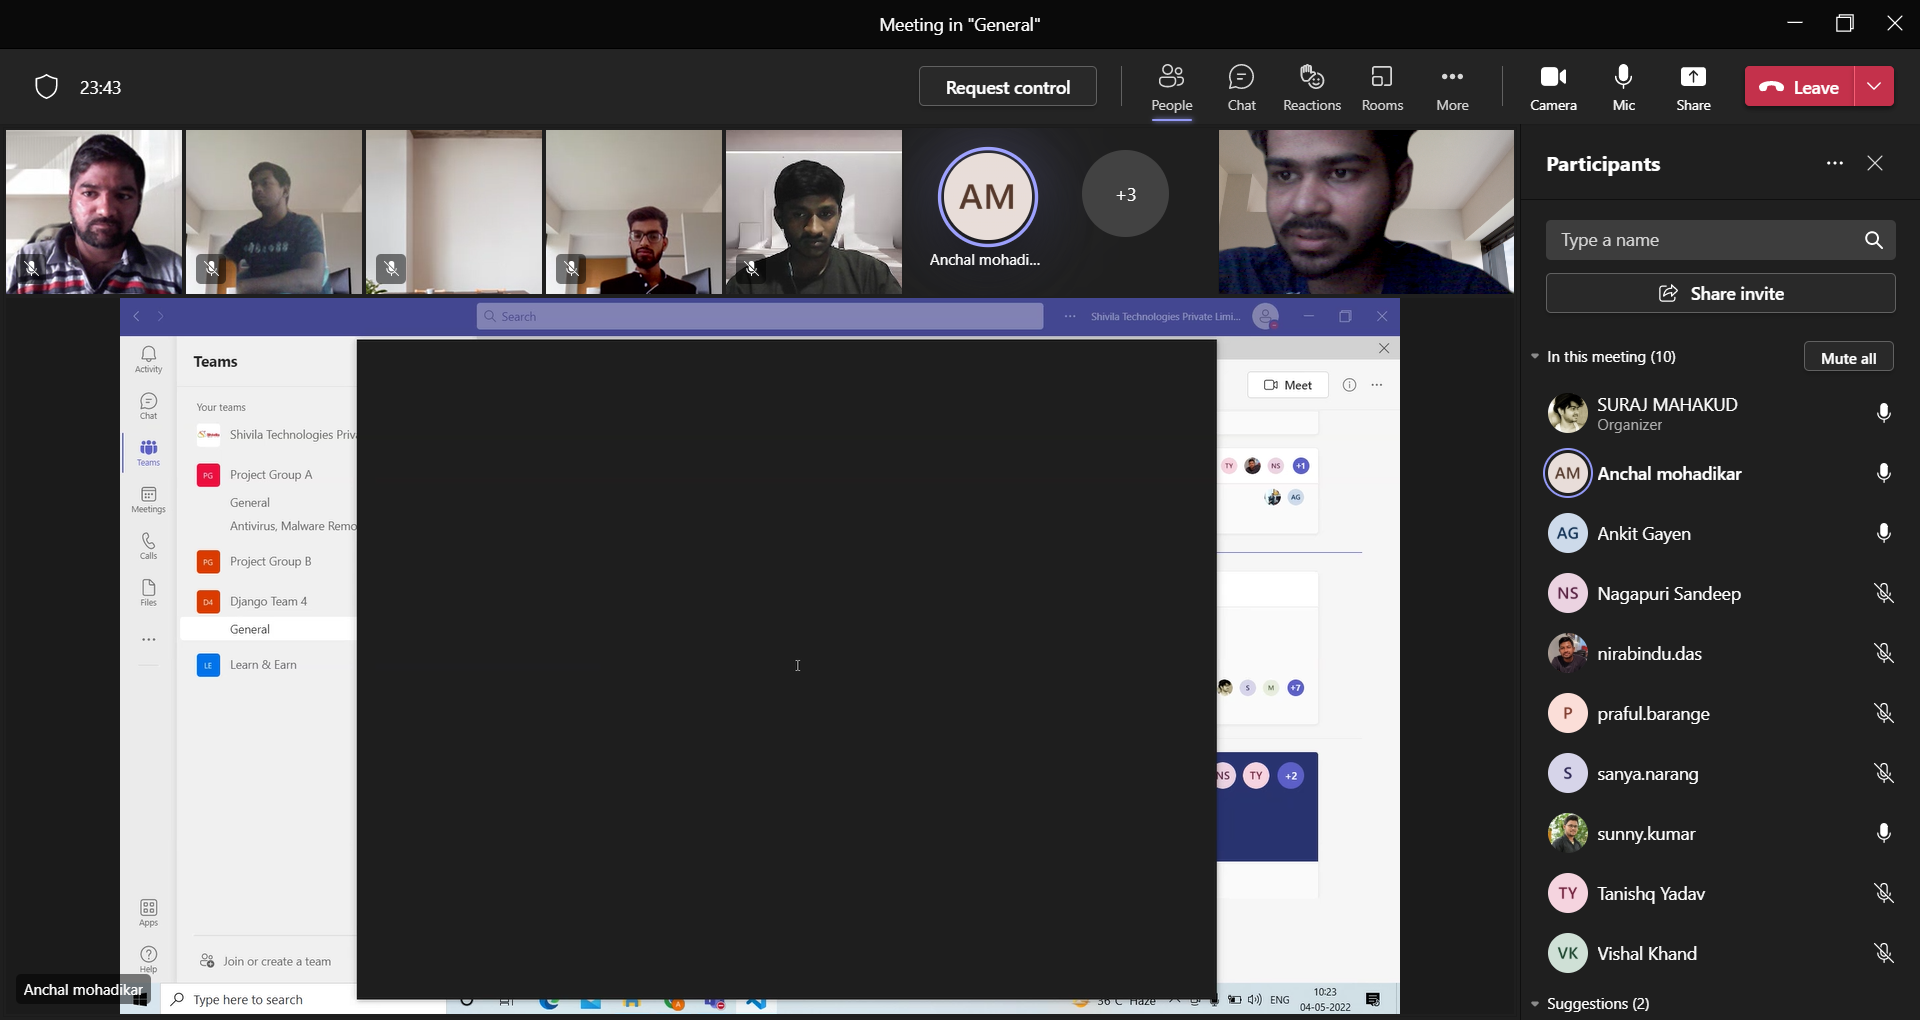 Meeting in "General"
23:43
Request control
People
Chat
Reactions
Rooms
More
Camera
Mic
Share
Leave
AM
Anchal mohadi...
+3
Participants
Type a name
Share invite
In this meeting (10)
Mute all
SURAJ MAHAKUD
Organizer
AM Anchal mohadikar
AG Ankit Gayen
NS Nagapuri Sandeep
nirabindu.das
P praful.barange
S sanya.narang
sunny.kumar
TY Tanishq Yadav
VK Vishal Khand
Suggestions (2)
Search
Shivila Technologies Private Limi...
Activity
Chat
Teams
Meetings
Calls
Files
Apps
Help
Teams
Your teams
Shivila Technologies Priv
PG Project Group A
General
Antivirus, Malware Remo
PG Project Group B
D4 Django Team 4
General
LE Learn & Earn
Join or create a team
Meet
TY NS +1
AG
S M +7
NS TY +2
Anchal mohadikar
Type here to search
36°C Haze
ENG
10:23
04-05-2022